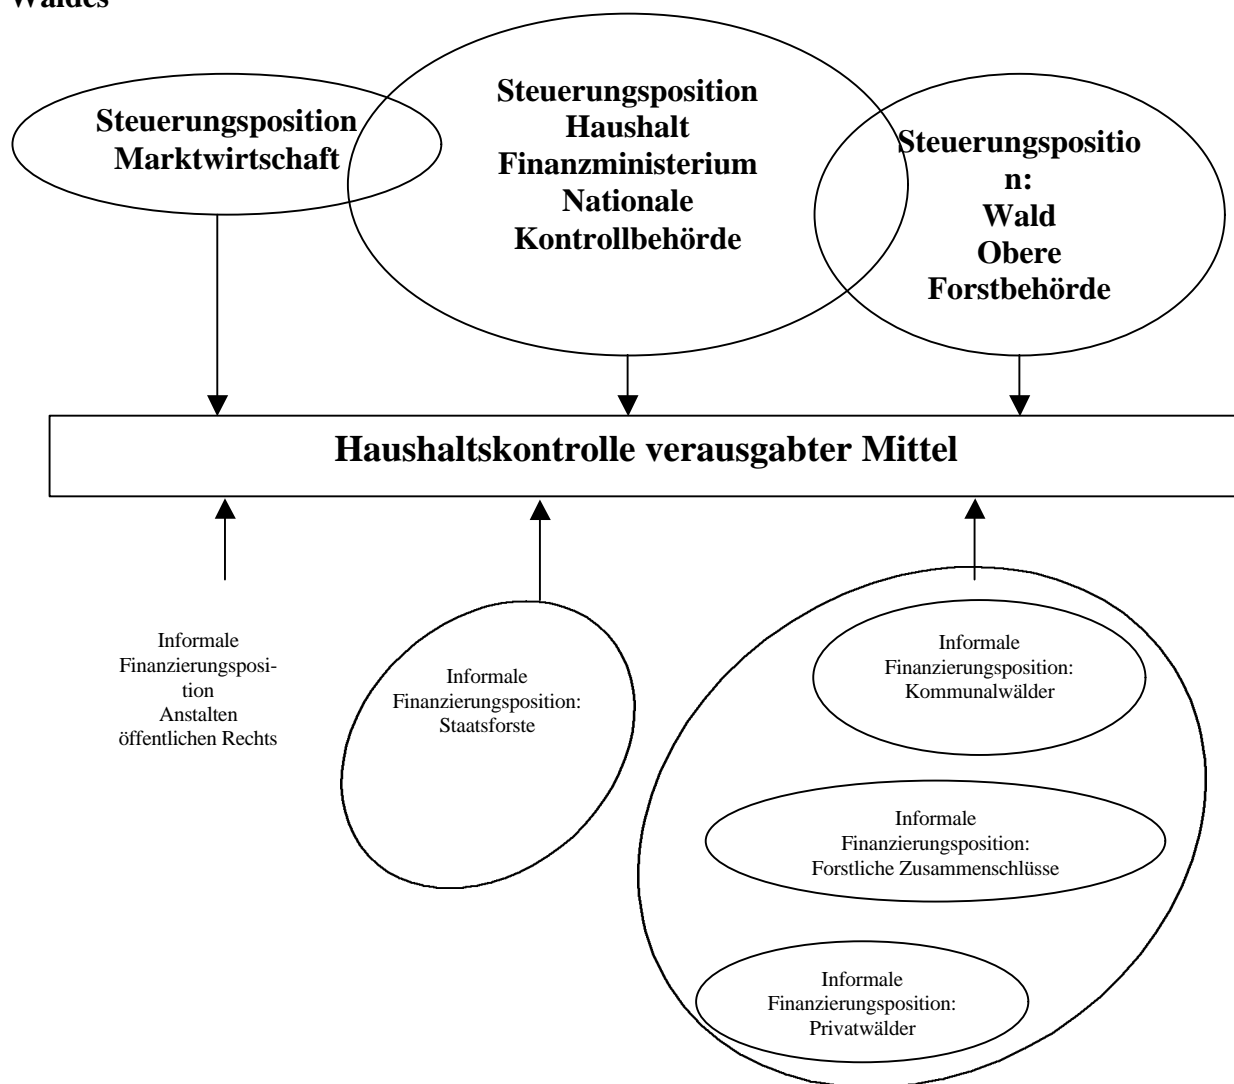 Waldes
Steuerungsposition
Marktwirtschaft
Steuerungsposition
Haushalt
Finanzministerium
Nationale
Kontrollbehörde
Steuerungspositio
n:
Wald
Obere
Forstbehörde
Haushaltskontrolle verausgabter Mittel
Informale
Finanzierungsposi-
tion
Anstalten
öffentlichen Rechts
Informale
Finanzierungsposition:
Staatsforste
Informale
Finanzierungsposition:
Kommunalwälder
Informale
Finanzierungsposition:
Forstliche Zusammenschlüsse
Informale
Finanzierungsposition:
Privatwälder